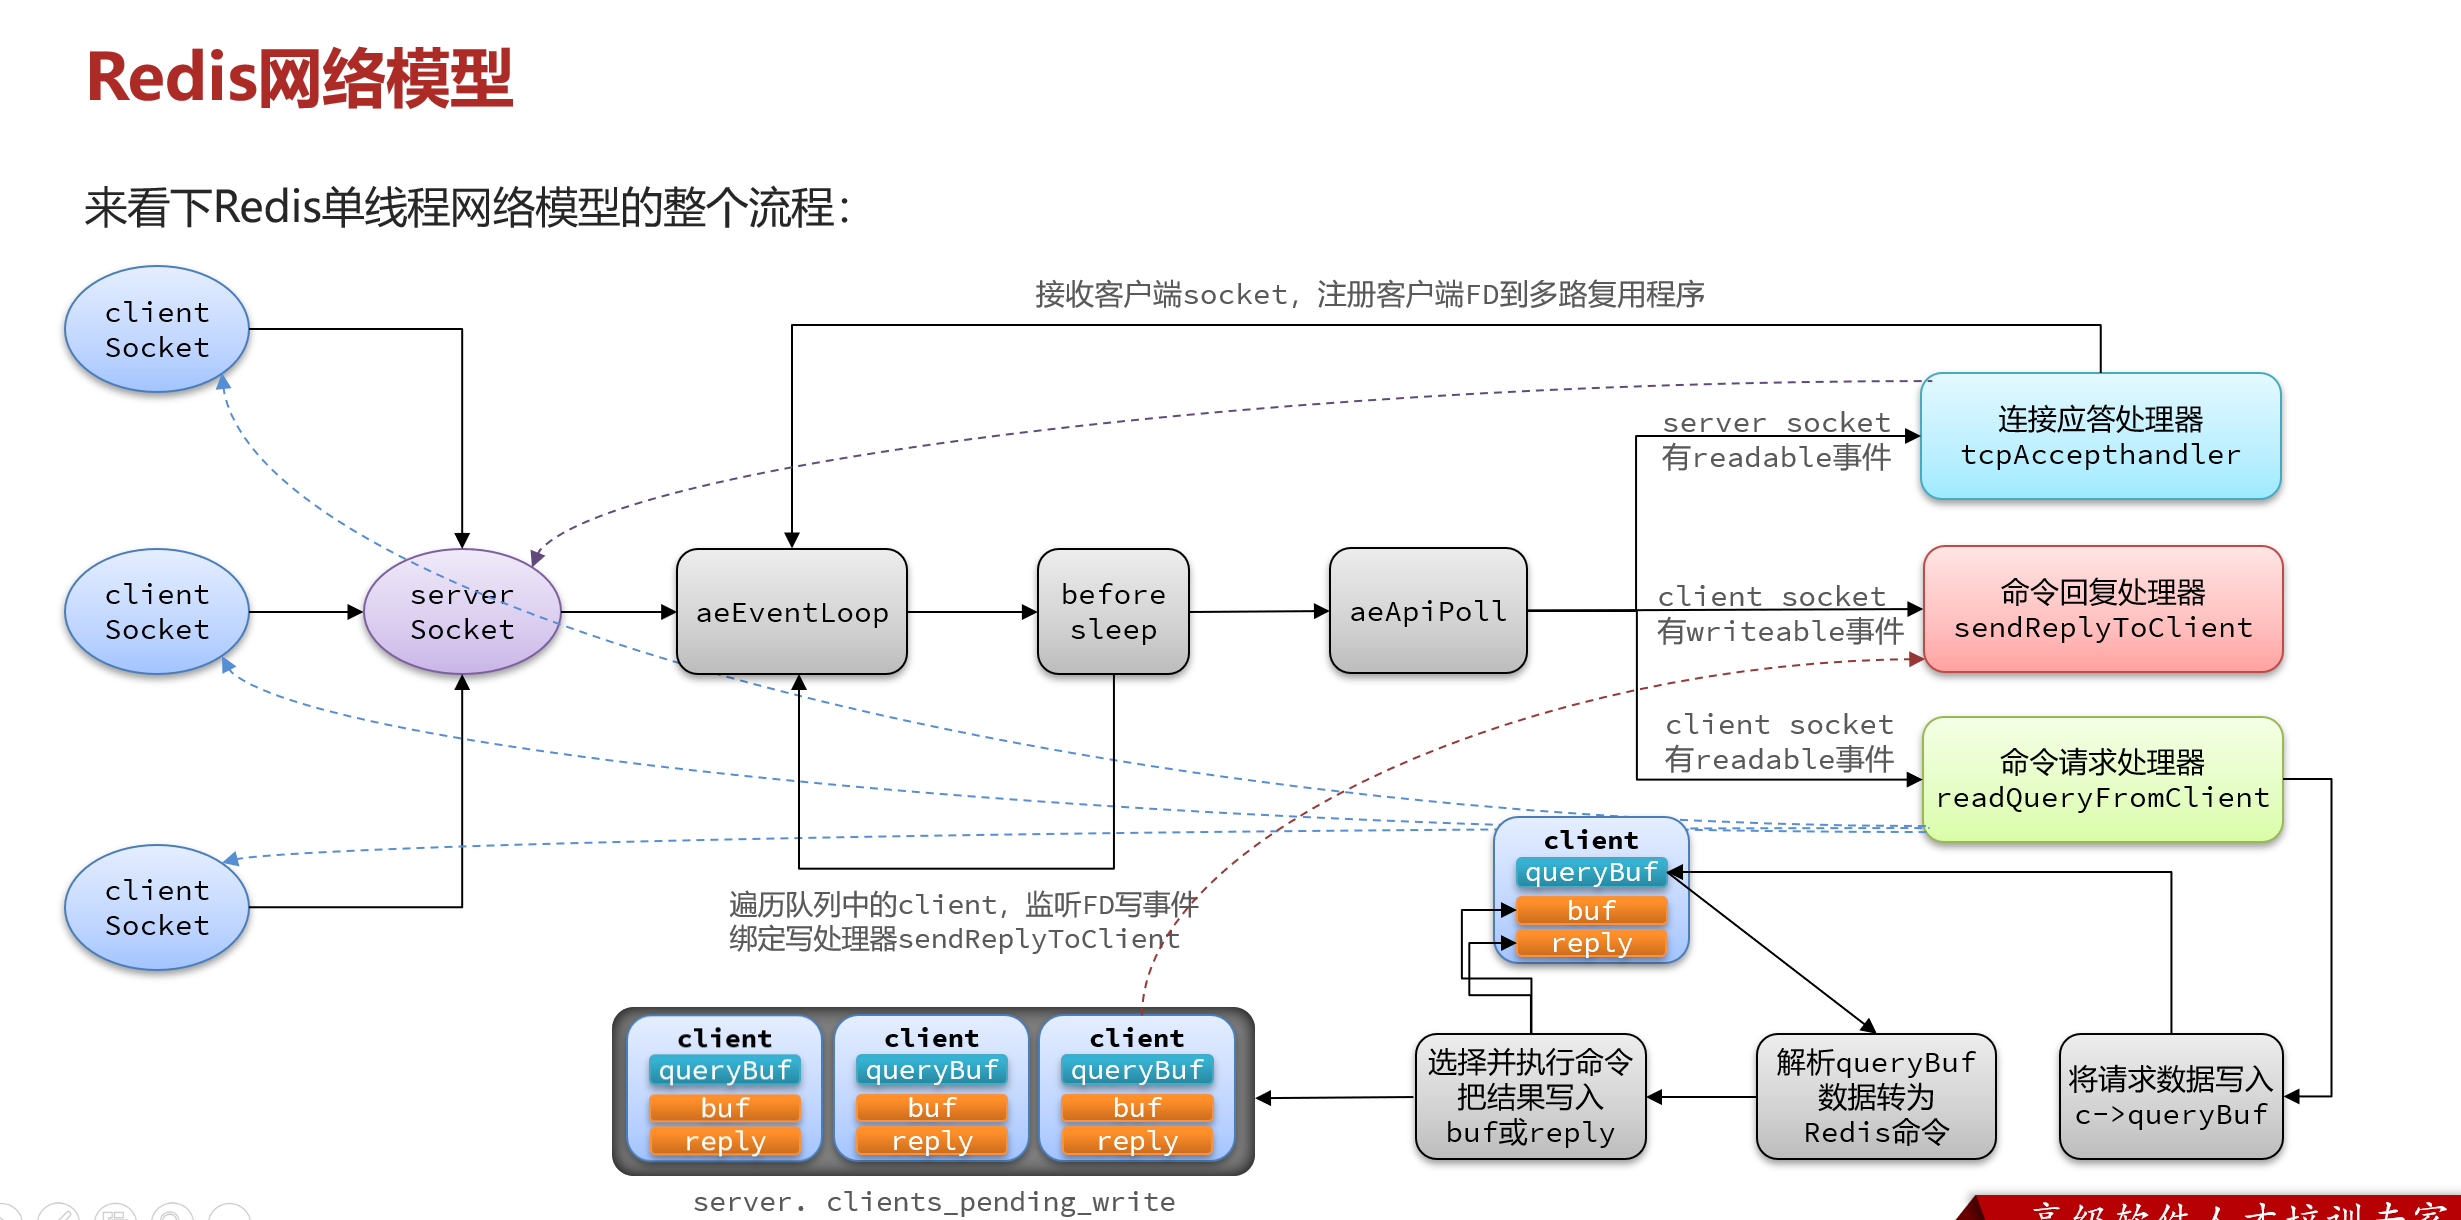 Redis网络模型
来看下Redis单线程网络模型的整个流程：
client
Socket
client
Socket
client
Socket
server
Socket
aeEventLoop
before
sleep
aeApiPoll
接收客户端socket，注册客户端FD到多路复用程序
server socket
有readable事件
连接应答处理器
tcpAccepthandler
client socket
有writeable事件
命令回复处理器
sendReplyToClient
client socket
有readable事件
命令请求处理器
readQueryFromClient
遍历队列中的client，监听FD写事件
绑定写处理器sendReplyToClient
client
queryBuf
buf
reply
client
queryBuf
buf
reply
client
queryBuf
buf
reply
client
queryBuf
buf
reply
选择并执行命令
把结果写入
buf或reply
解析queryBuf
数据转为
Redis命令
将请求数据写入
c->queryBuf
server. clients_pending_write
高级软件人才培训专家